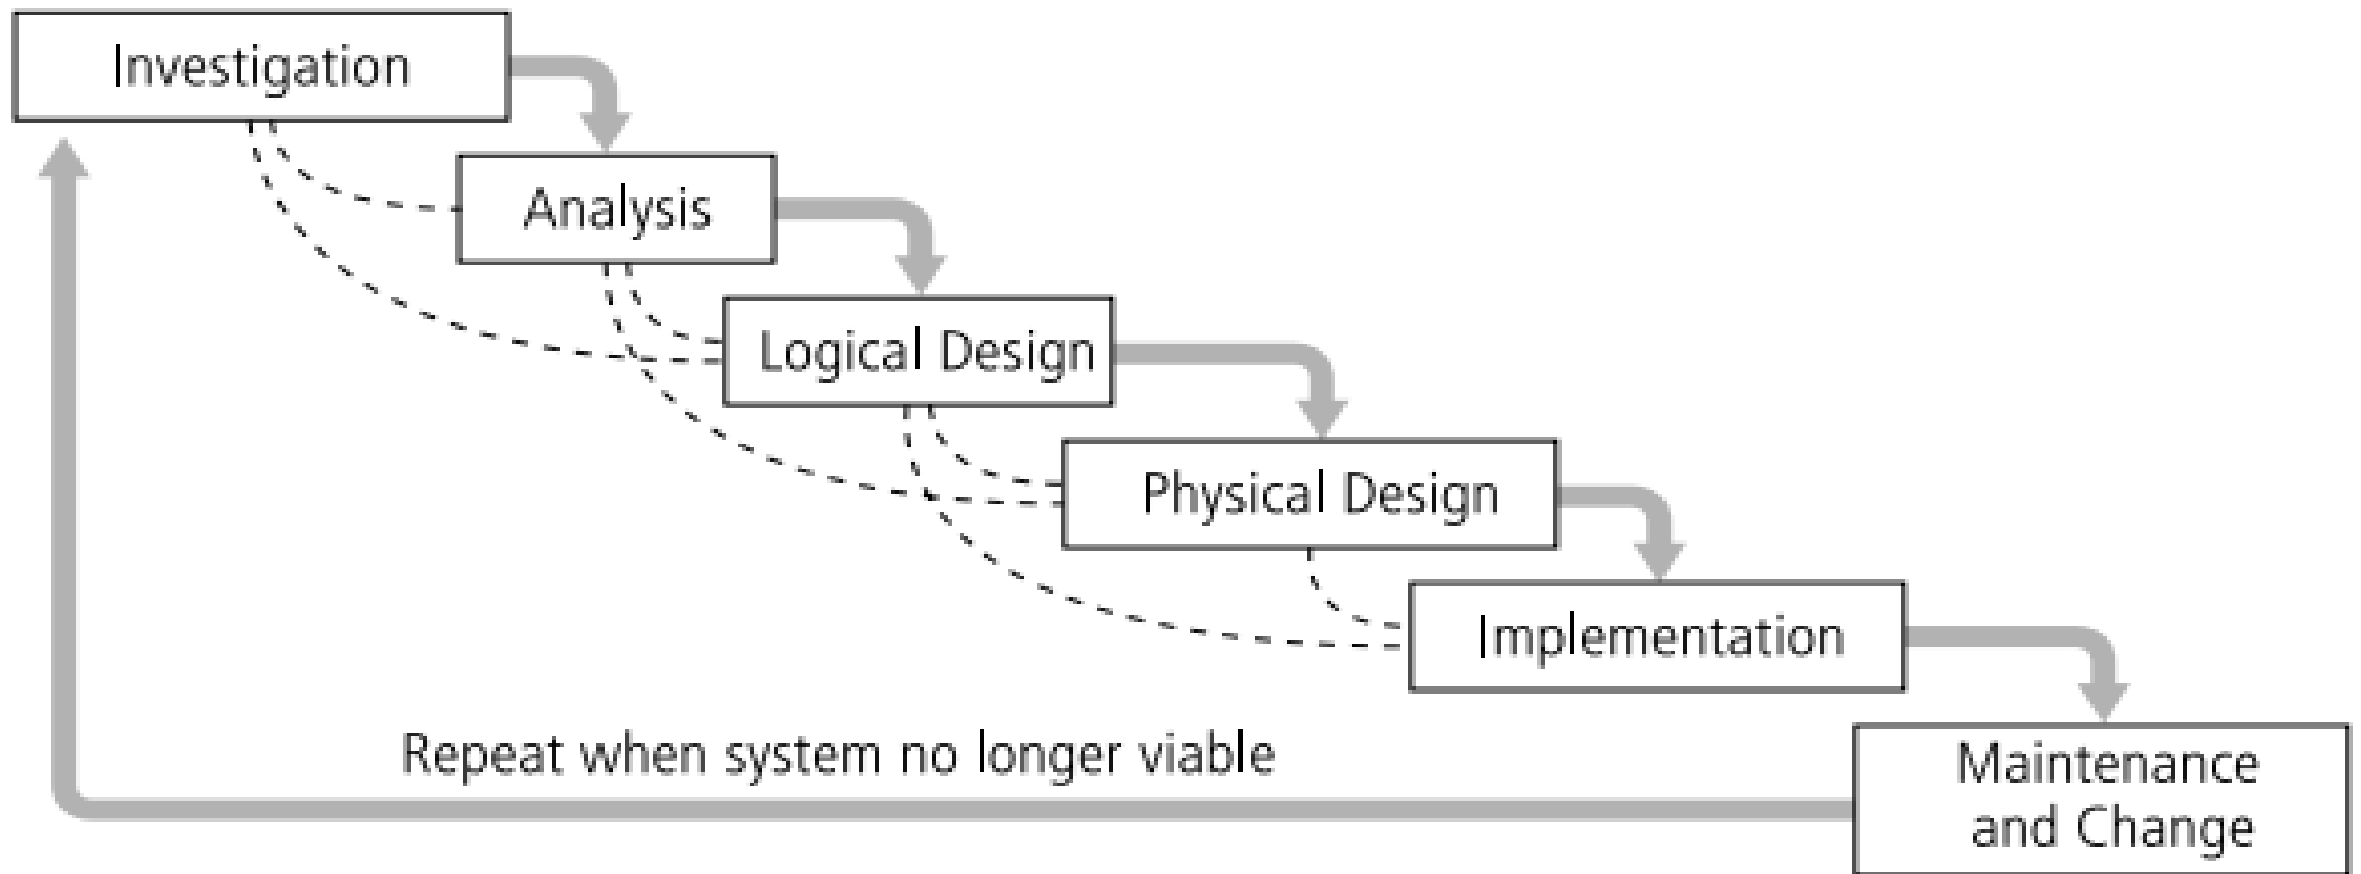 Investigation
Analysis
Logical Design
Physical Design
Implementation
Repeat when system no longer viable
Maintenance
and Change